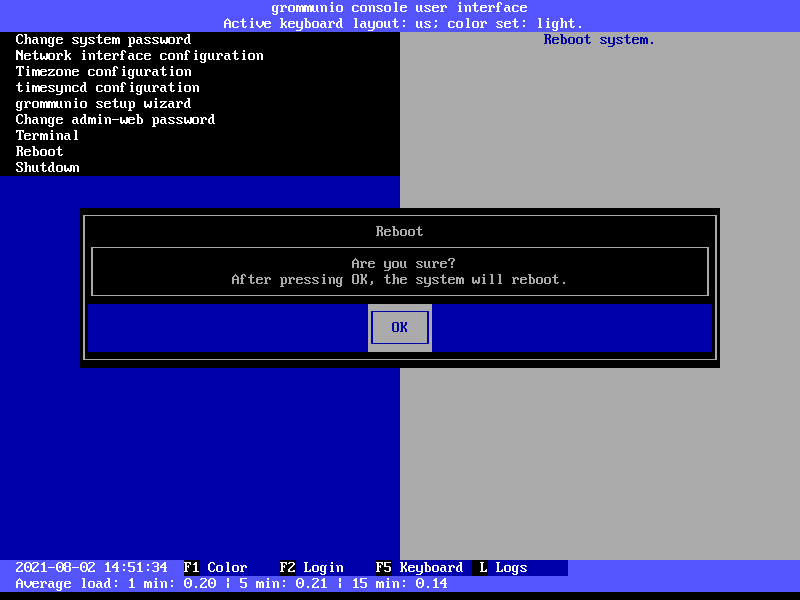 grommunio console user interface
Active keyboard layout: us; color set: light.
Change system password
Network interface configuration
Timezone configuration
timesyncd configuration
grommunio setup wizard
Change admin-web password
Terminal
Reboot
Shutdown
Reboot system.
Reboot
Are you sure?
After pressing OK, the system will reboot.
OK
2021-08-02 14:51:34 F1 Color F2 Login F5 Keyboard L Logs
Average load: 1 min: 0.20 | 5 min: 0.21 | 15 min: 0.14